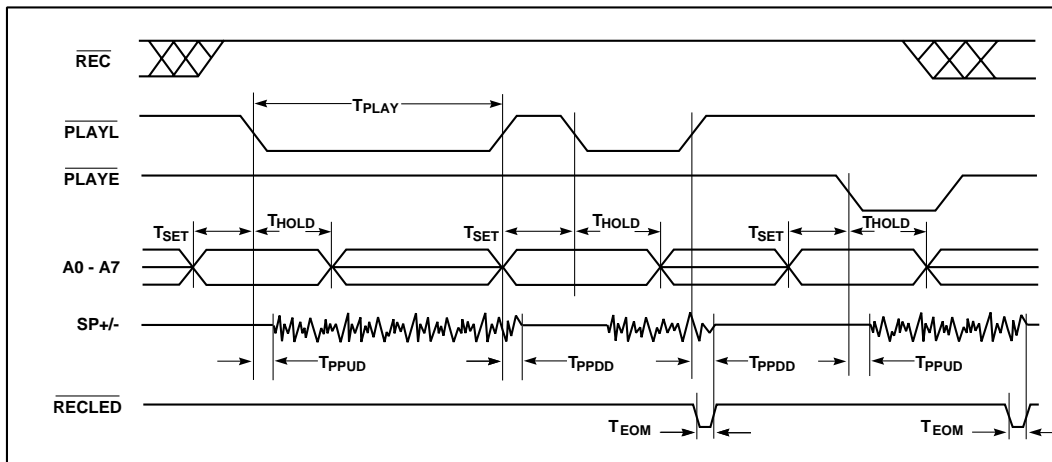 REC
TPLAY
PLAYL
PLAYE
TSET THOLD TSET THOLD TSET THOLD
A0 - A7
SP+/-
TPPUD TPPDD TPPDD TPPUD
RECLED
TEOM TEOM